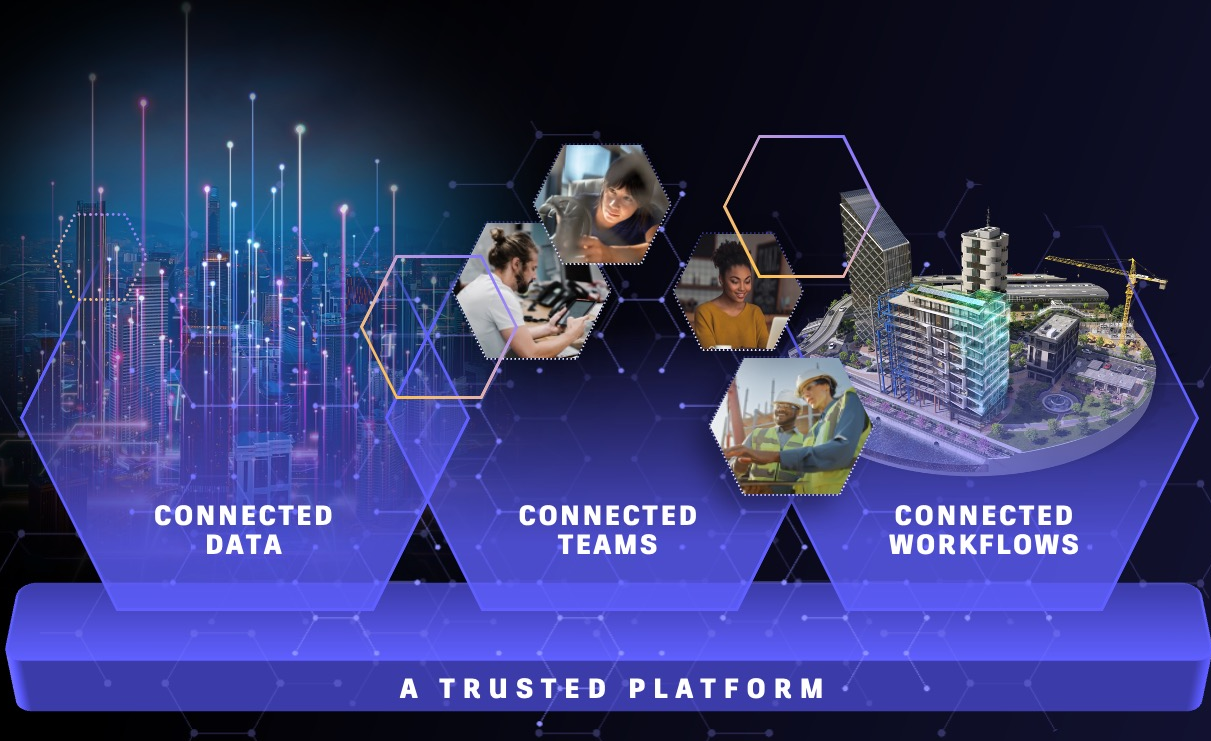 CONNECTED
DATA
CONNECTED
TEAMS
CONNECTED
WORKFLOWS
A TRUSTED PLATFORM